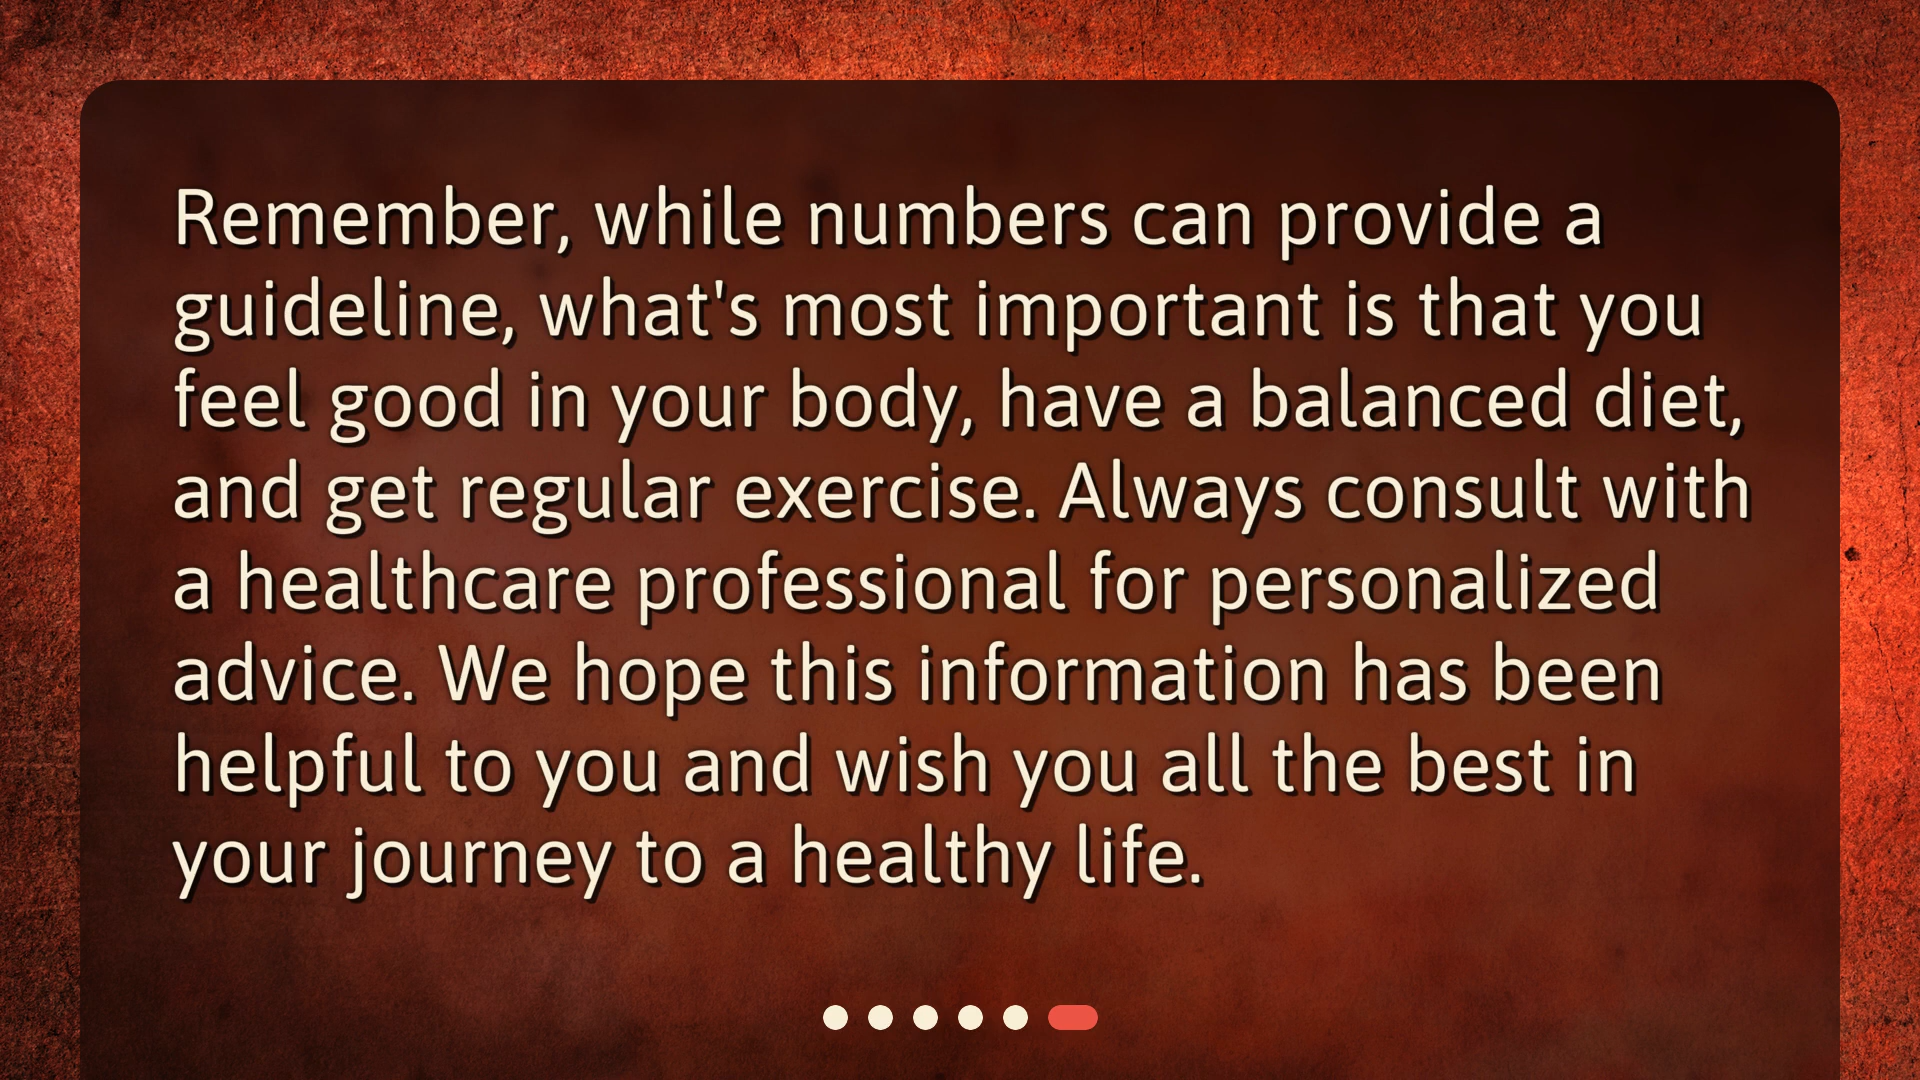 Remember, while numbers can provide a
guideline, what's most important is that you
feel good in your body, have a balanced diet,
and get regular exercise. Always consult with
a healthcare professional for personalized
advice. We hope this information has been
helpful to you and wish you all the best in
your journey to a healthy life.